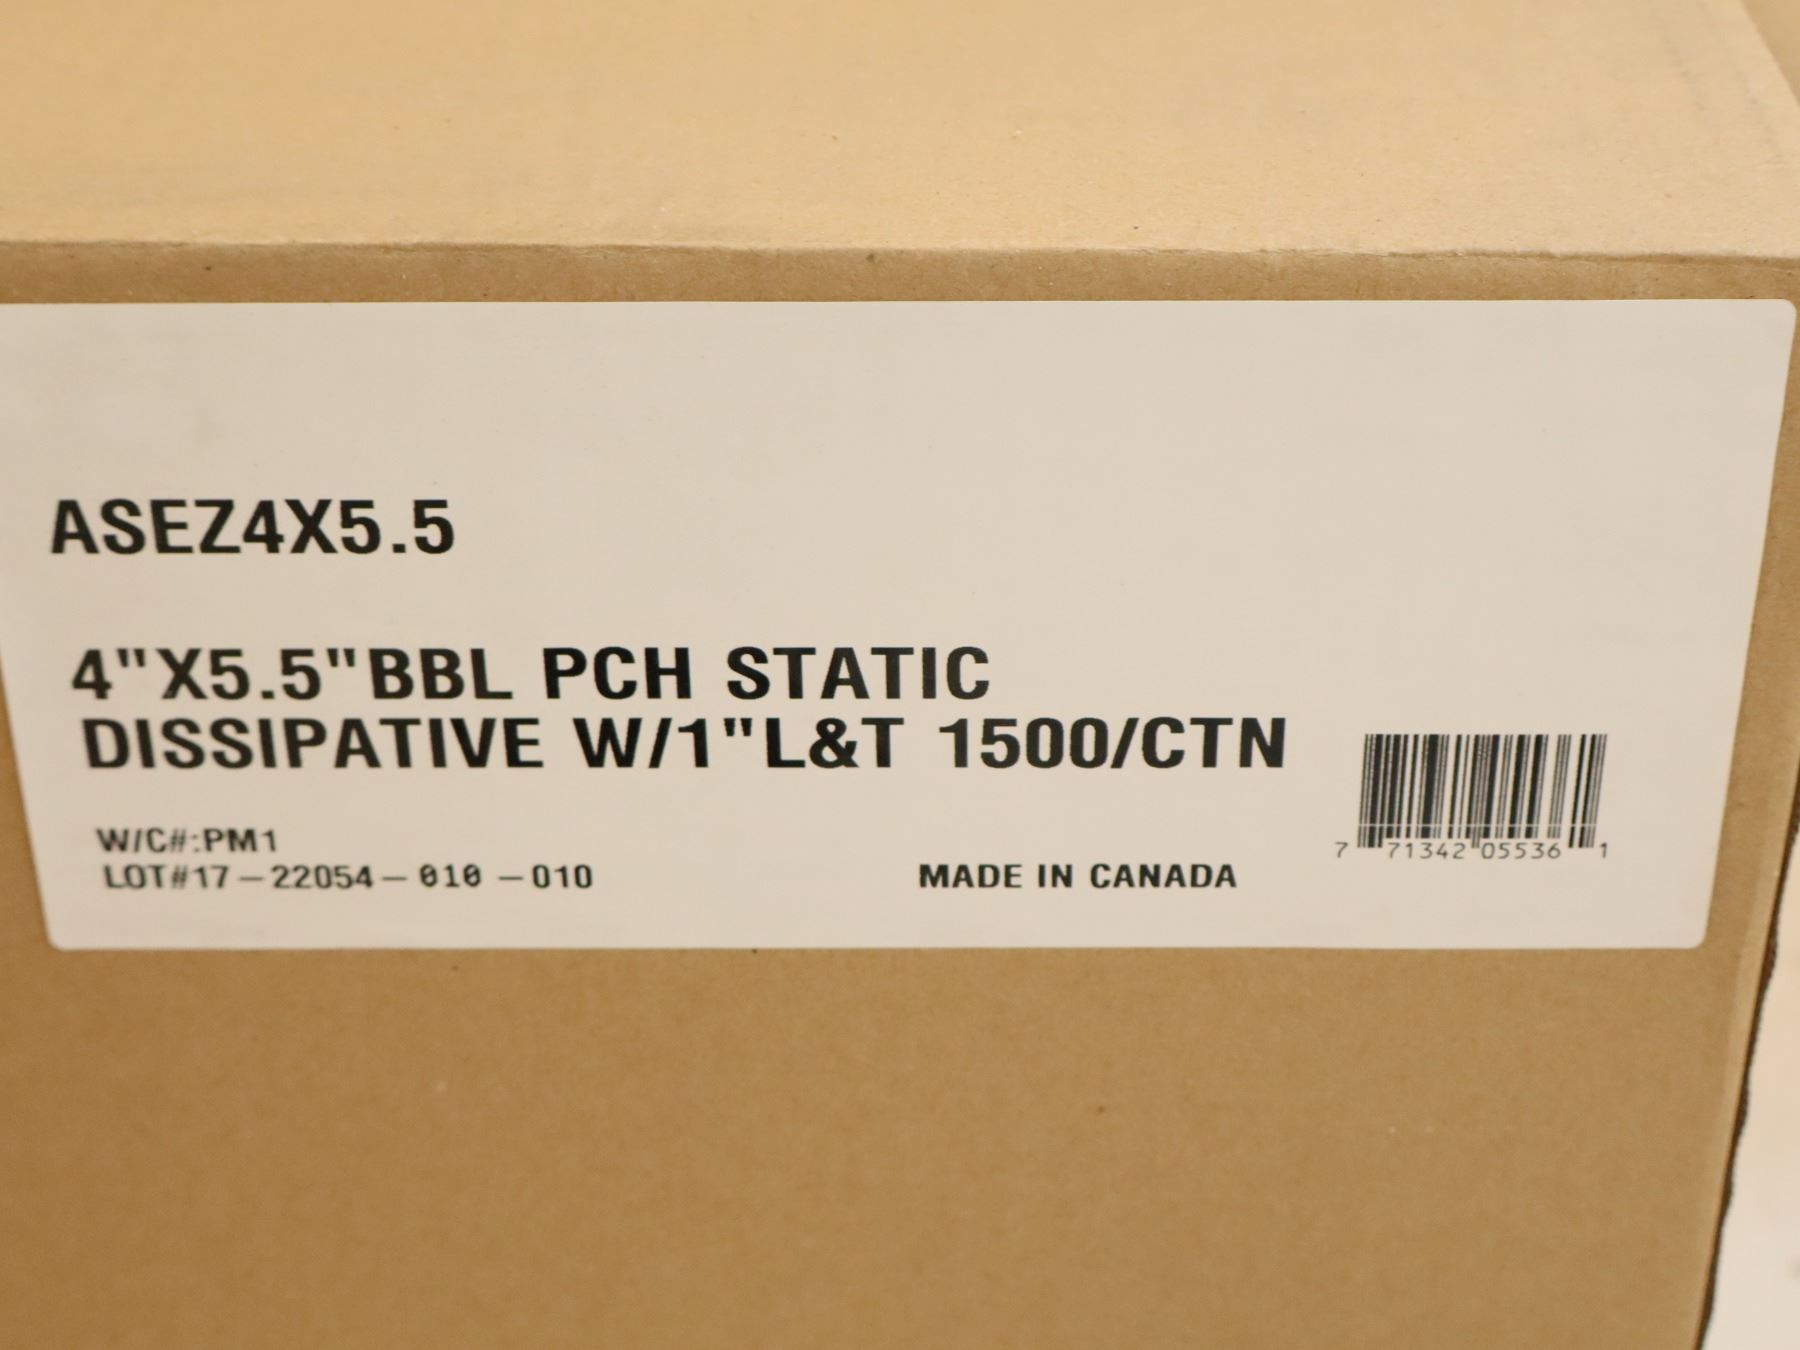 ASEZ4X5.5
4"X5.5"BBL PCH STATIC
DISSIPATIVE W/1"L&T 1500/CTN
W/C#:PM1
LOT#17-22054-010-010
MADE IN CANADA
7 71342 05536 1